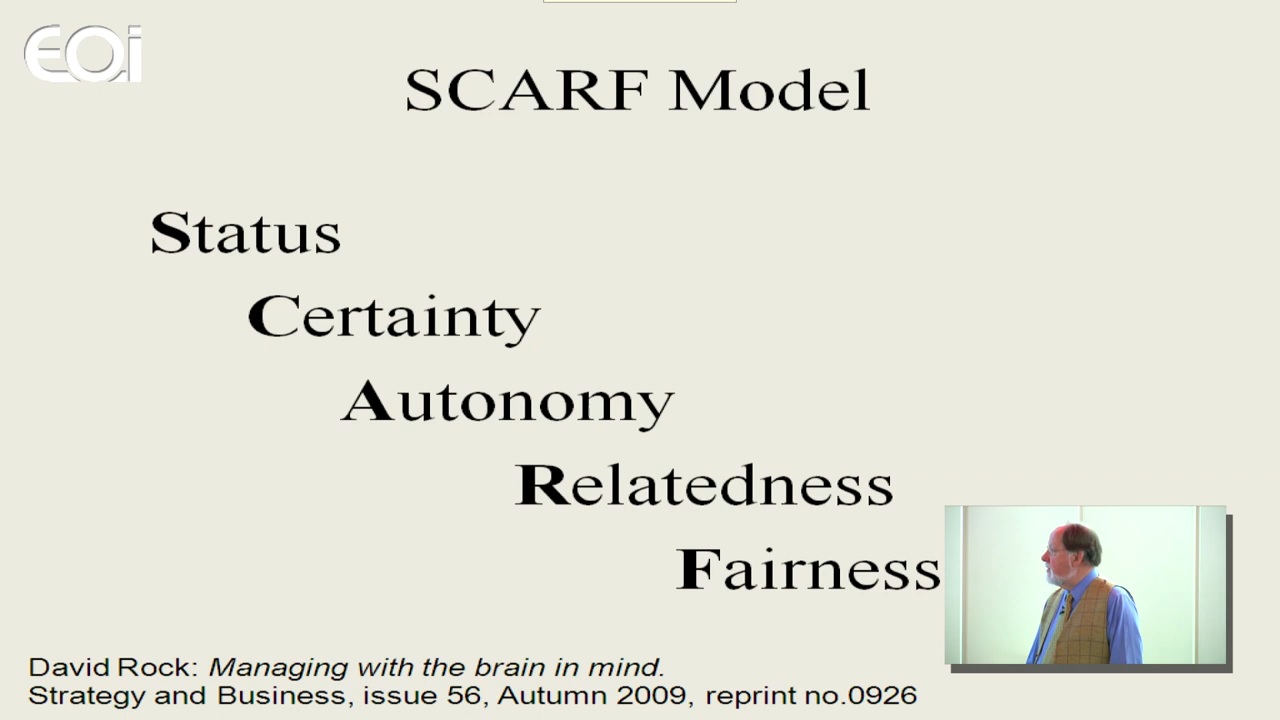 EOi
SCARF Model
Status
Certainty
Autonomy
Relatedness
Fairness
David Rock: Managing with the brain in mind.
Strategy and Business, issue 56, Autumn 2009, reprint no.0926